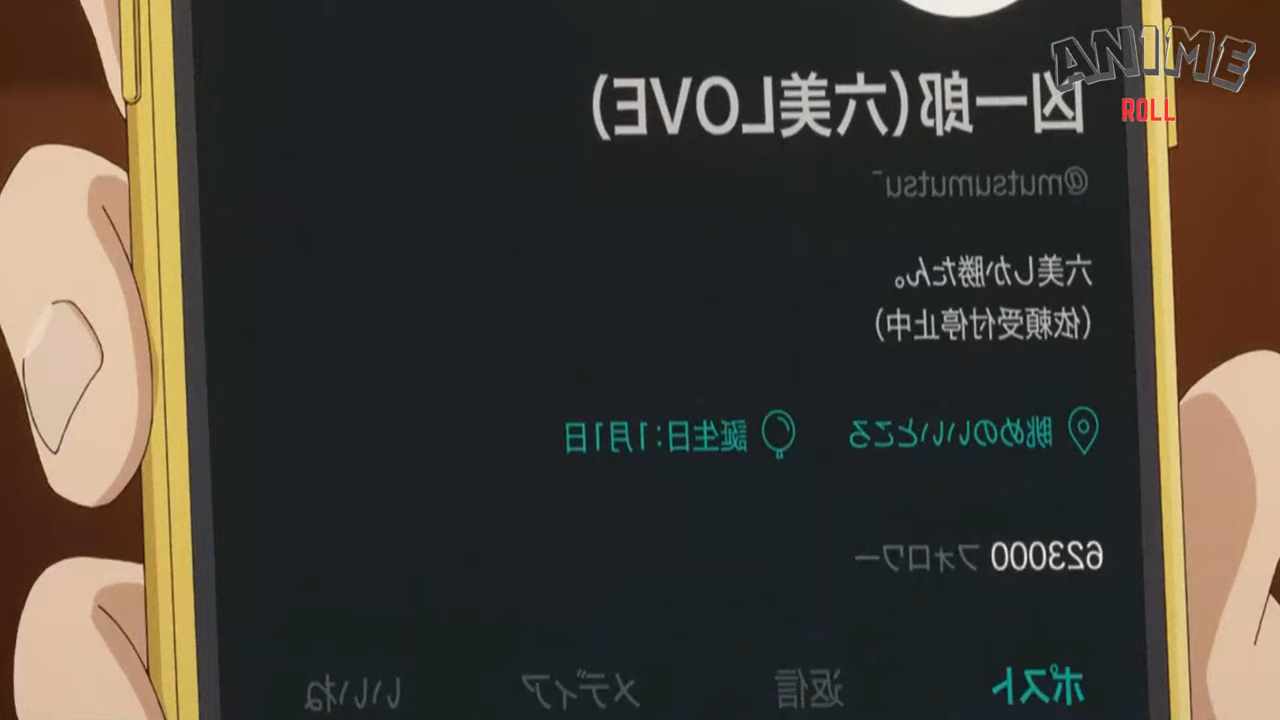 ANIME
ROLL
凶一郎(六美LOVE)
@mutsumutsu~
六美しか勝たん。
(依頼受付停止中)
眺めのいいところ 誕生日:1月1日
623000 フォロワー
ポスト 返信 メディア いいね